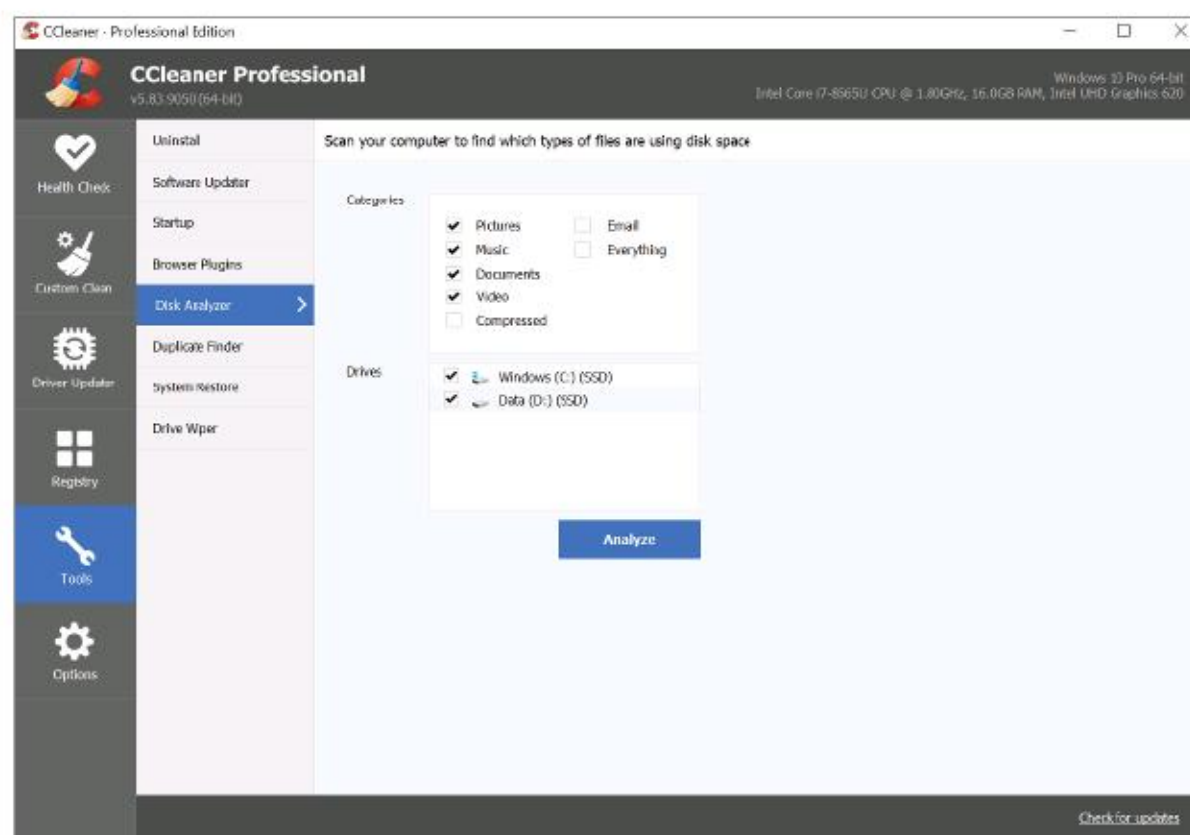 CCleaner - Professional Edition
CCleaner Professional
v5.83.9050 (64-bit)
Windows 10 Pro 64-bit
Intel Core i7-8565U CPU @ 1.80GHz, 16.0GB RAM, Intel UHD Graphics 620
Health Check
Custom Clean
Driver Updater
Registry
Tools
Options
Uninstall
Software Updater
Startup
Browser Plugins
Disk Analyzer
Duplicate Finder
System Restore
Drive Wiper
Scan your computer to find which types of files are using disk space
Categories
Pictures
Music
Documents
Video
Compressed
Email
Everything
Drives
Windows (C:) (SSD)
Data (D:) (SSD)
Analyze
Check for updates